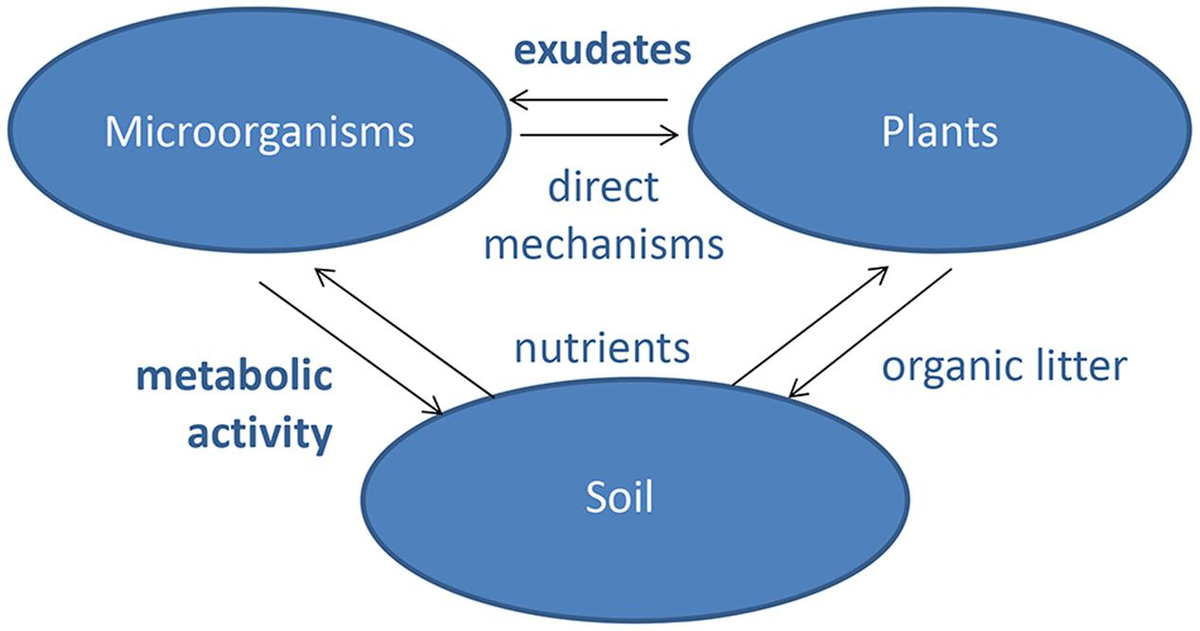 exudates
Microorganisms
Plants
direct
mechanisms
nutrients
metabolic
activity
organic litter
Soil